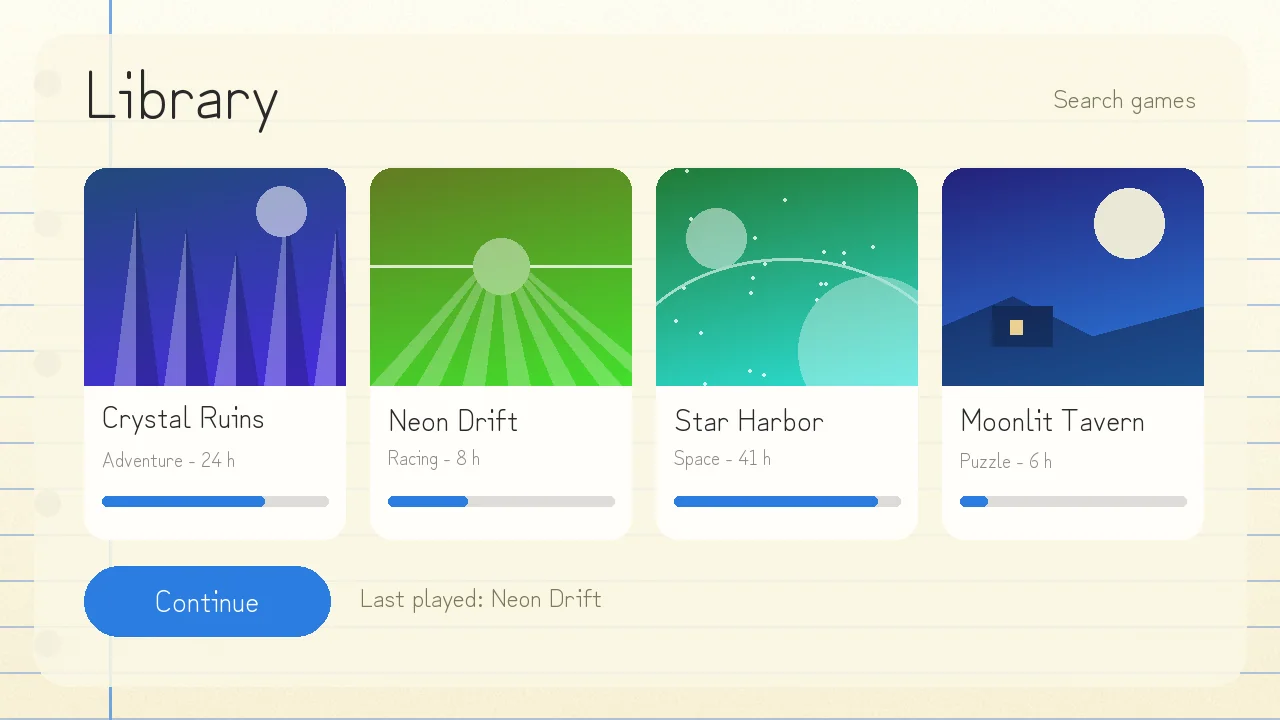 Library
Search games
Crystal Ruins
Adventure - 24 h
Neon Drift
Racing - 8 h
Star Harbor
Space - 41 h
Moonlit Tavern
Puzzle - 6 h
Continue
Last played: Neon Drift